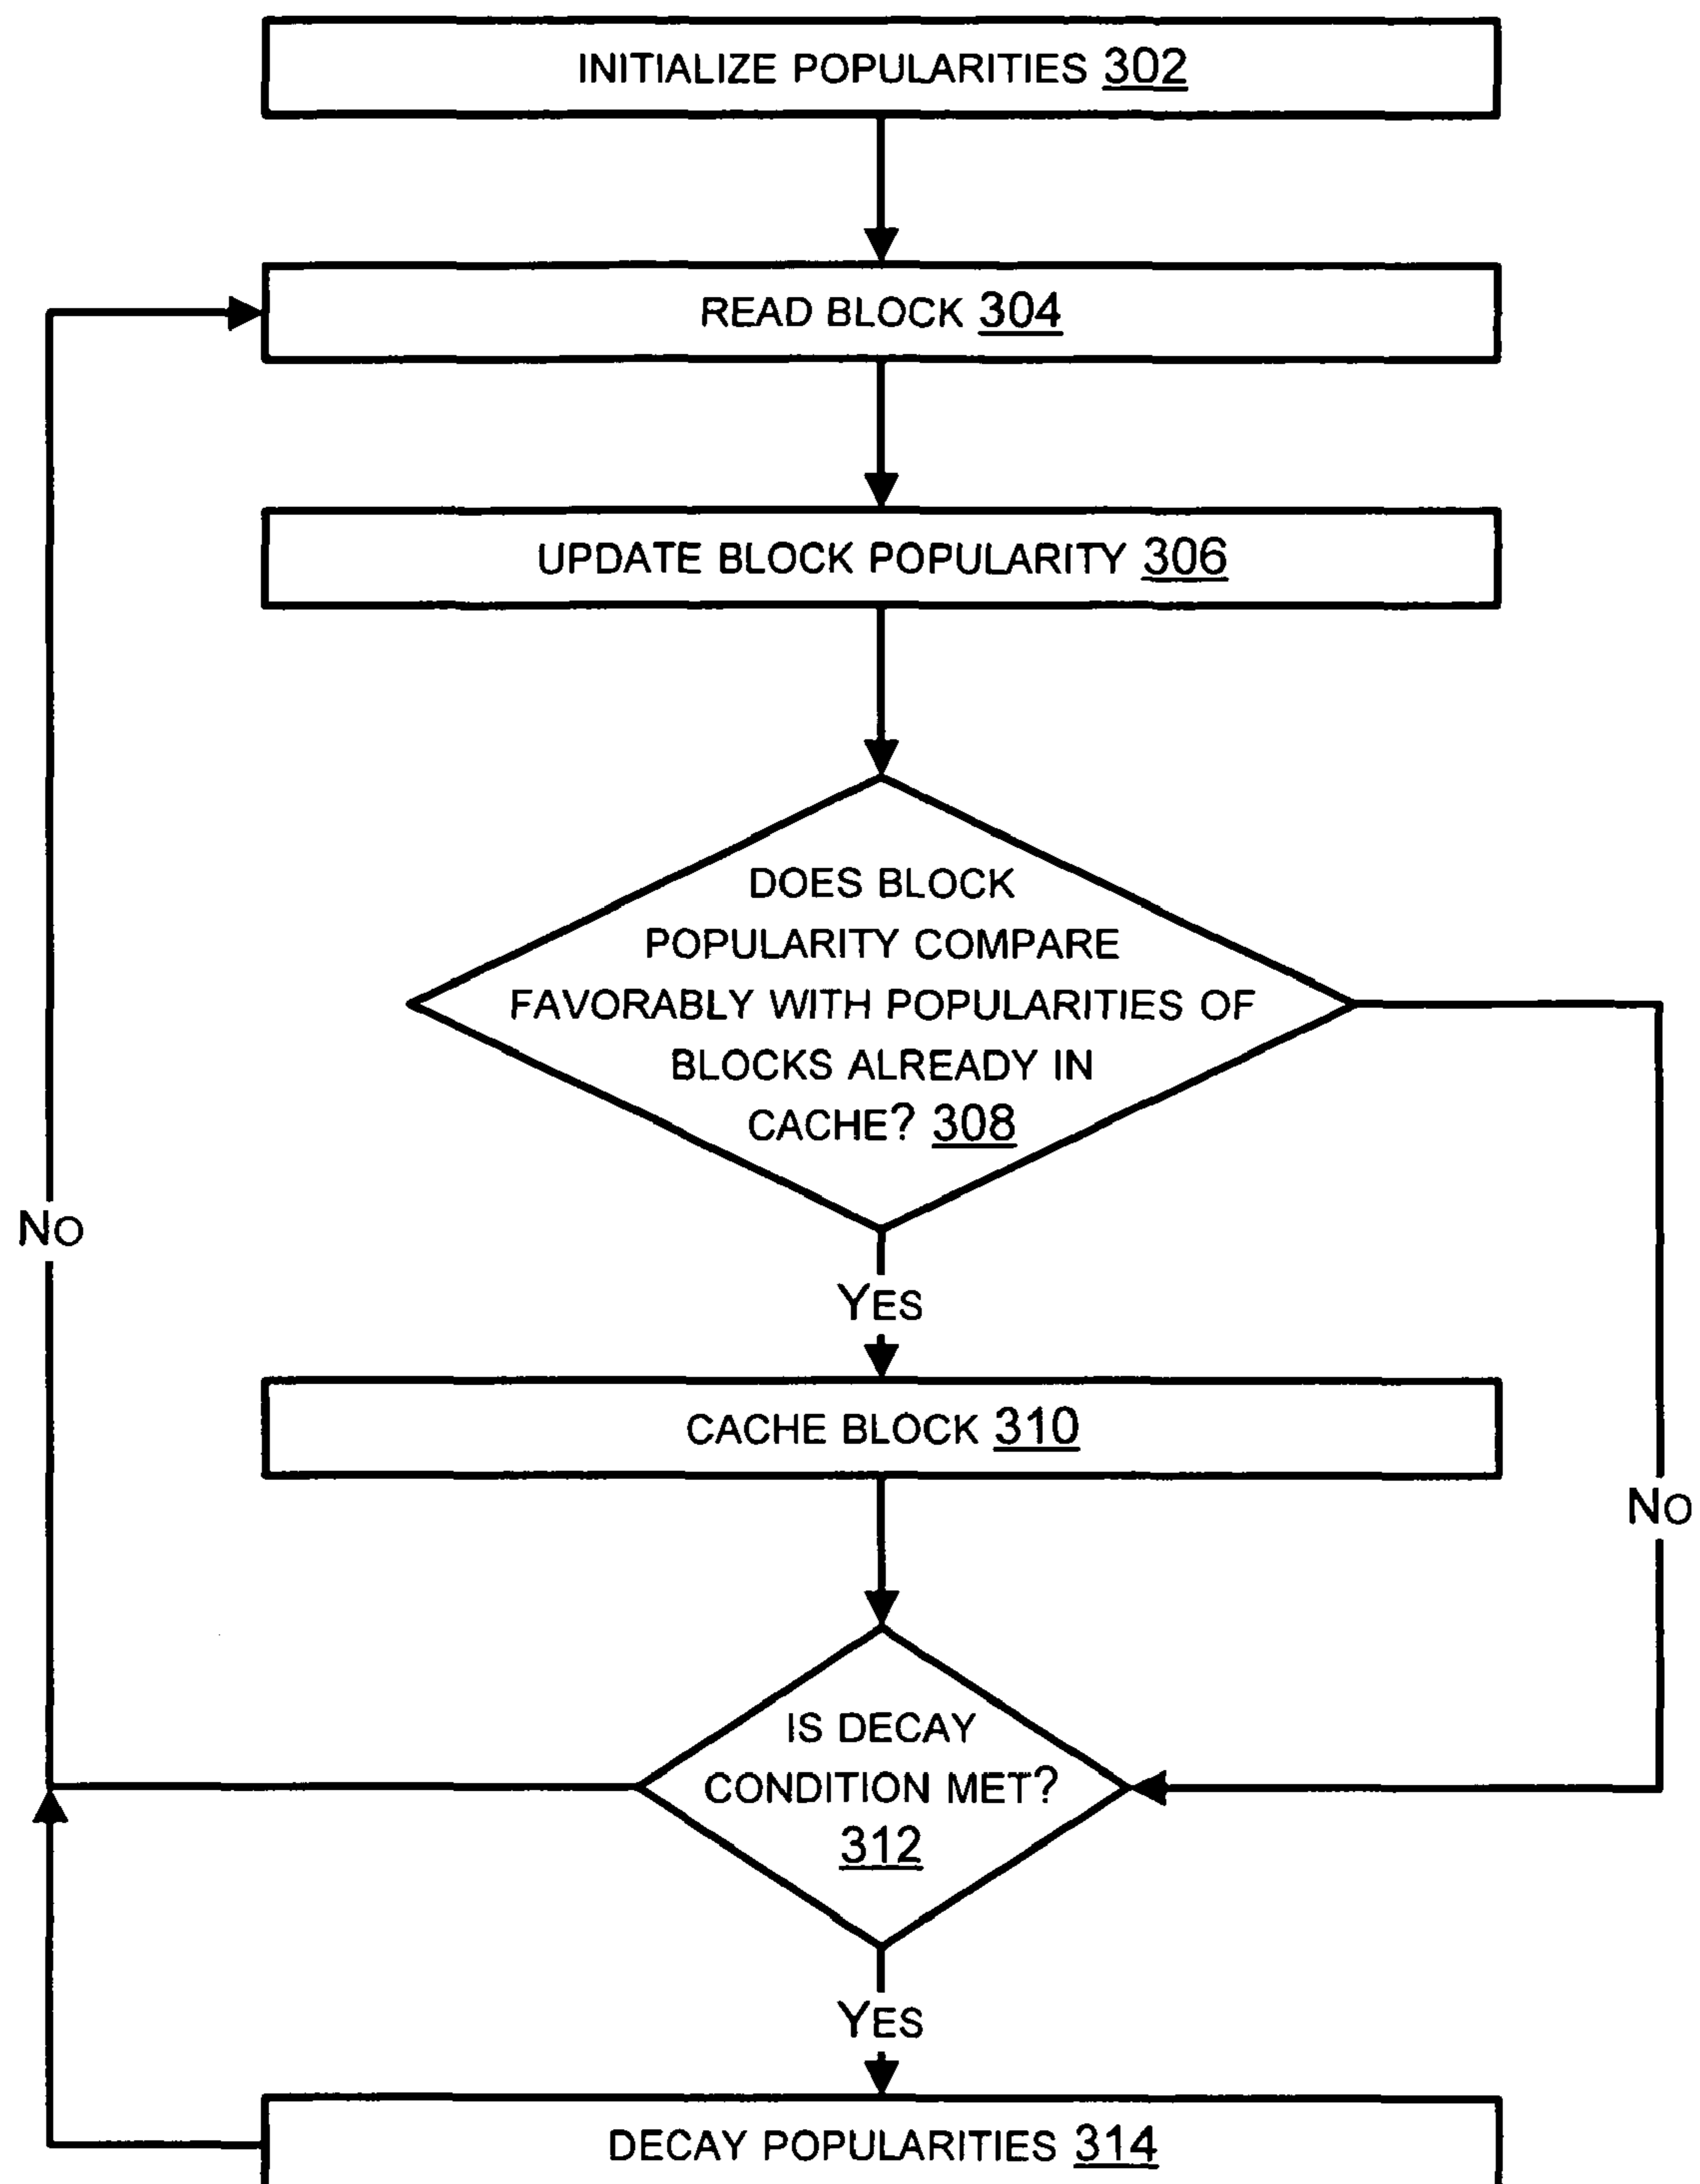 INITIALIZE POPULARITIES 302
READ BLOCK 304
UPDATE BLOCK POPULARITY 306
DOES BLOCK
POPULARITY COMPARE
FAVORABLY WITH POPULARITIES OF
BLOCKS ALREADY IN
CACHE? 308
NO
YES
CACHE BLOCK 310
NO
IS DECAY
CONDITION MET?
312
YES
DECAY POPULARITIES 314